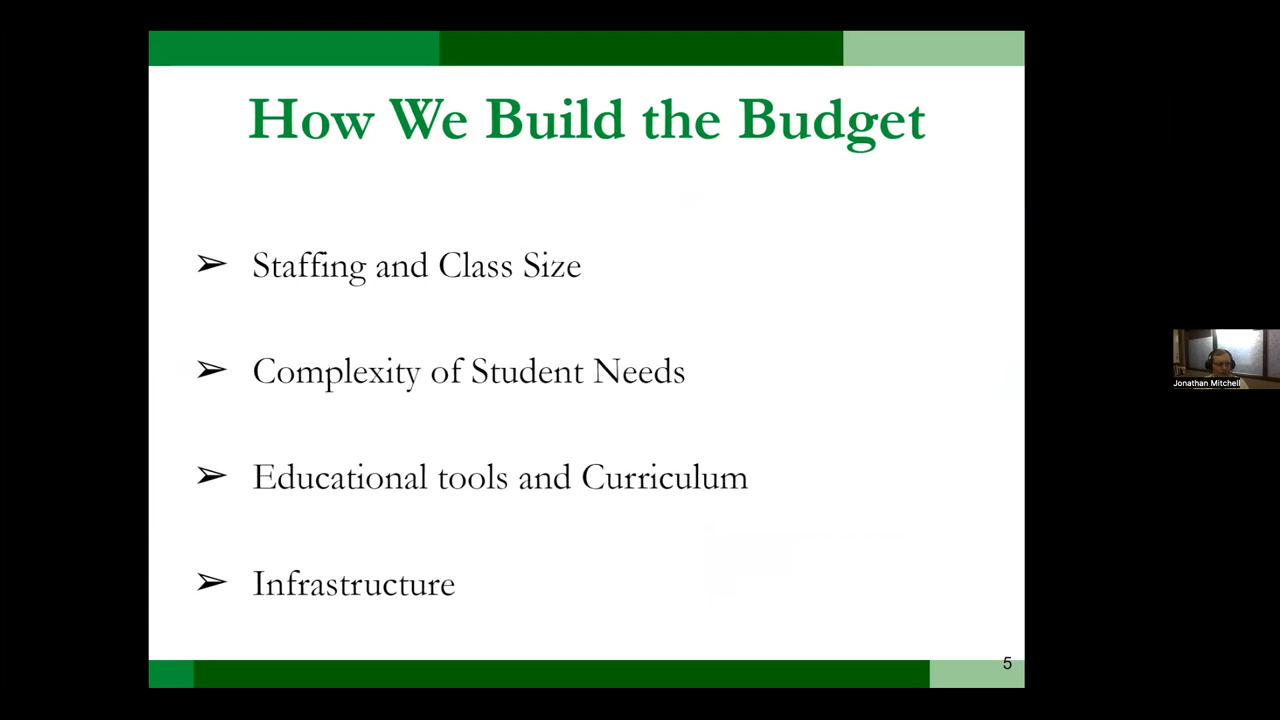 How We Build the Budget
➢ Staffing and Class Size
➢ Complexity of Student Needs
➢ Educational tools and Curriculum
➢ Infrastructure
5
Jonathan Mitchell